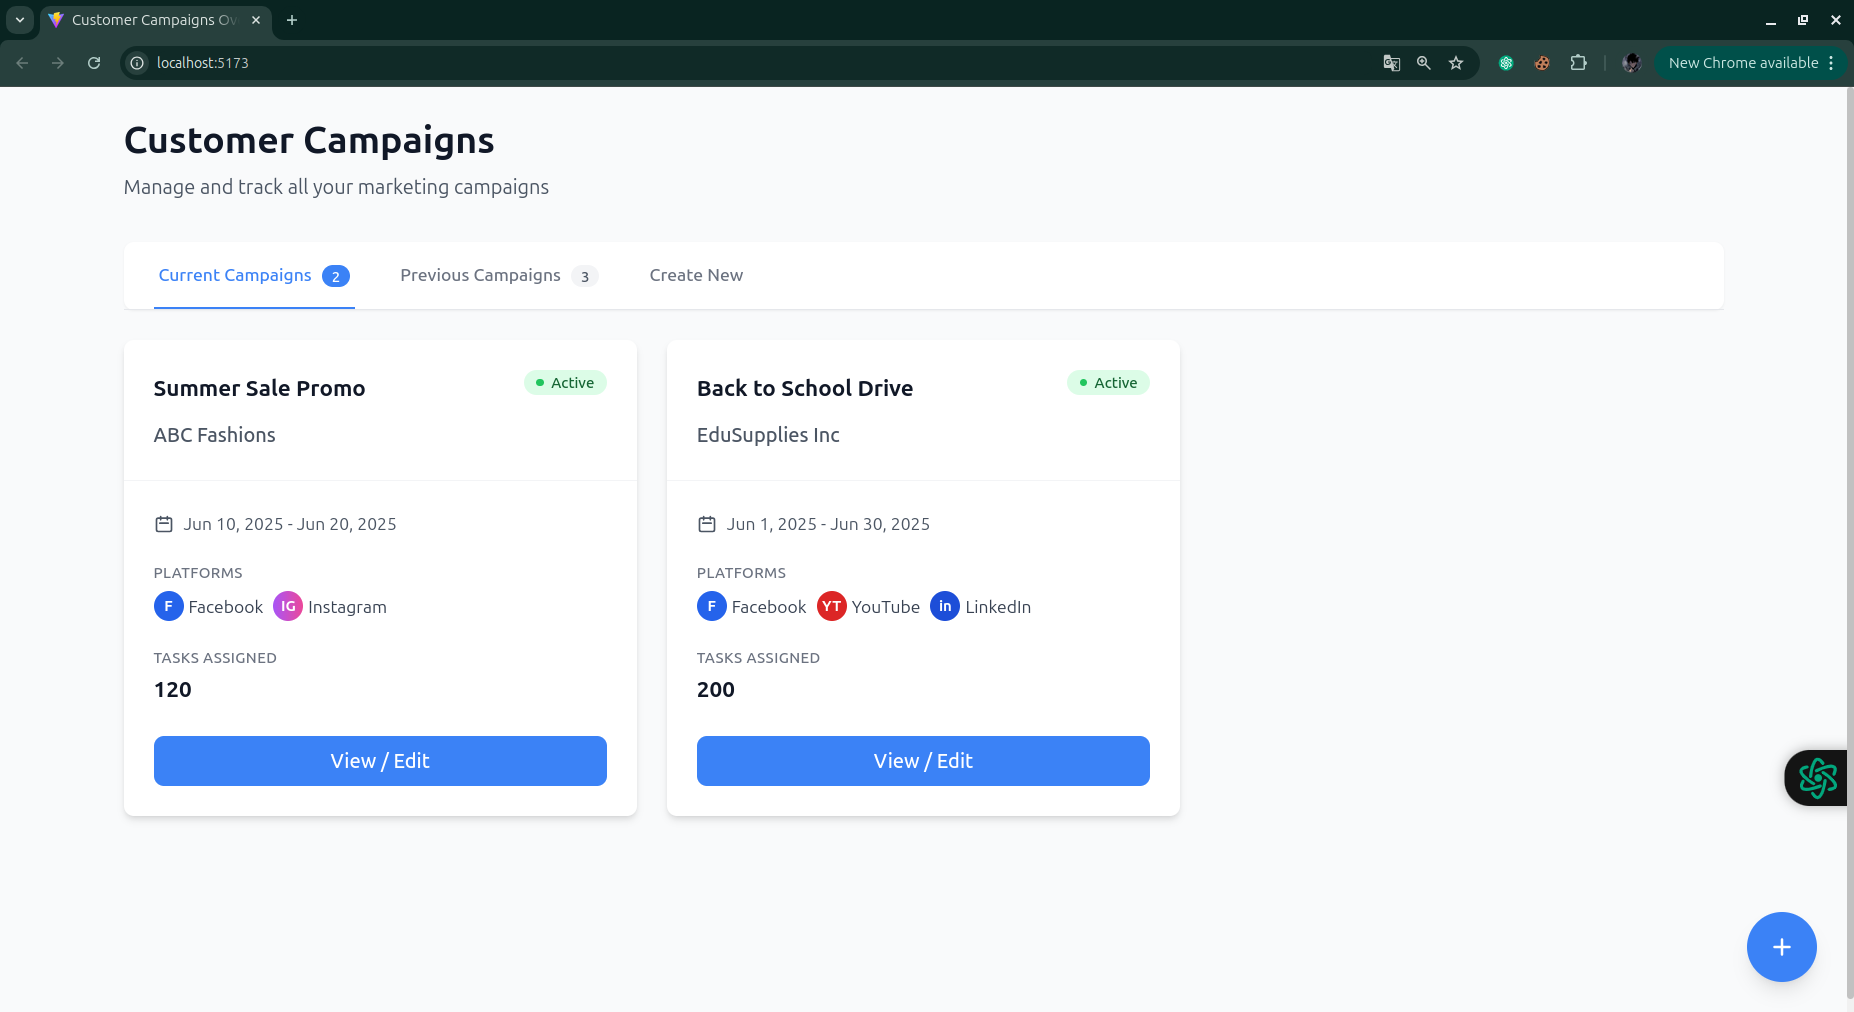 Customer Campaigns Ov
localhost:5173
New Chrome available
Customer Campaigns
Manage and track all your marketing campaigns
Current Campaigns 2 Previous Campaigns 3 Create New
Summer Sale Promo
Active
ABC Fashions
Jun 10, 2025 - Jun 20, 2025
PLATFORMS
F Facebook IG Instagram
TASKS ASSIGNED
120
View / Edit
Back to School Drive
Active
EduSupplies Inc
Jun 1, 2025 - Jun 30, 2025
PLATFORMS
F Facebook YT YouTube in LinkedIn
TASKS ASSIGNED
200
View / Edit
+